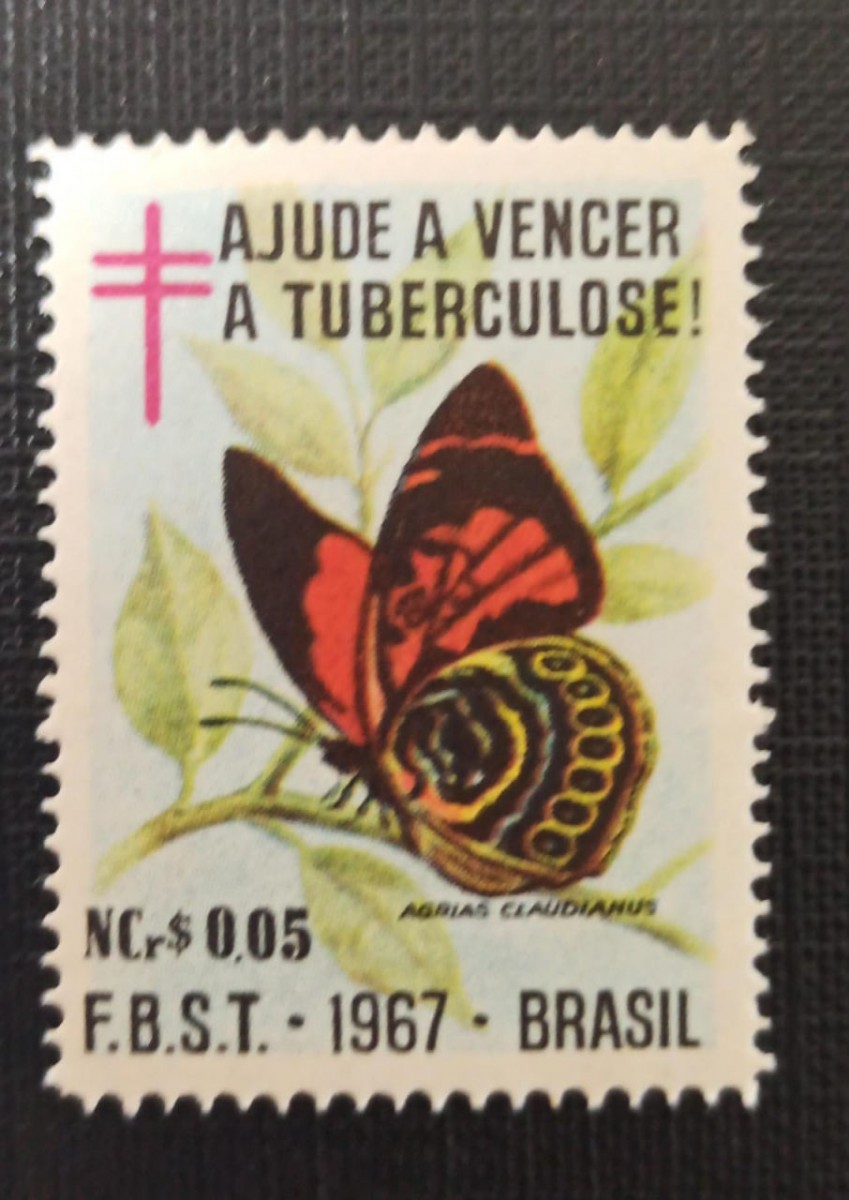 AJUDE A VENCER
A TUBERCULOSE!
AGRIAS CLAUDIANUS
NCr$ 0,05
F.B.S.T. · 1967 · BRASIL